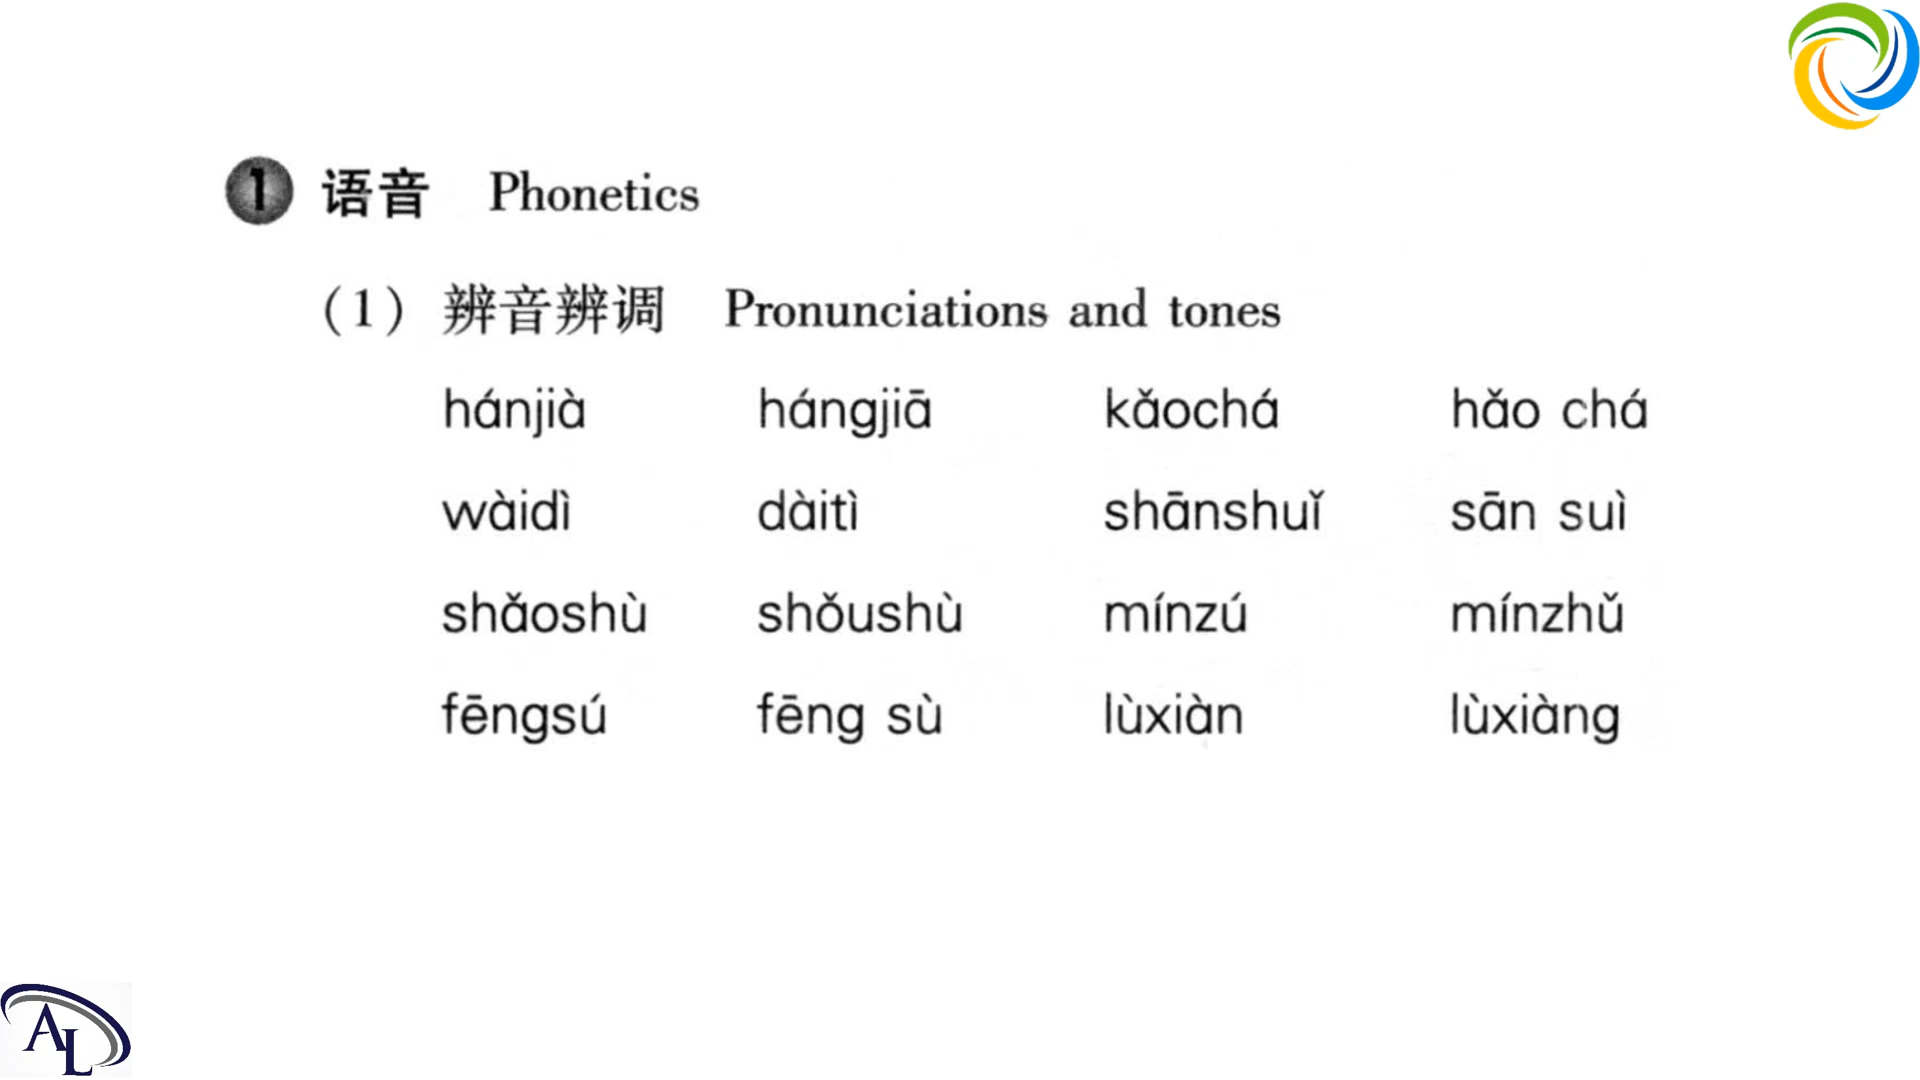 1 语音 Phonetics
（1）辨音辨调 Pronunciations and tones
hánjià hángjiā kǎochá hǎo chá
wàidì dàitì shānshuǐ sān suì
shǎoshù shǒushù mínzú mínzhǔ
fēngsú fēng sù lùxiàn lùxiàng
AL